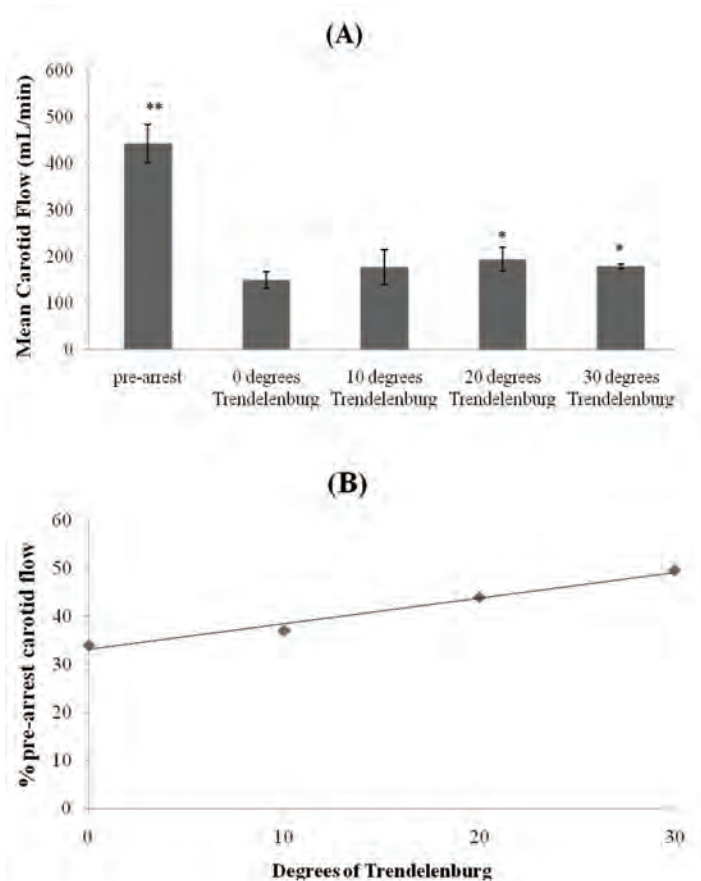 (A)
Mean Carotid Flow (mL/min)
600
500
400
300
200
100
0
**
*
*
pre-arrest
0 degrees
Trendelenburg
10 degrees
Trendelenburg
20 degrees
Trendelenburg
30 degrees
Trendelenburg
(B)
% pre-arrest carotid flow
60
50
40
30
20
10
0
0
10
20
30
Degrees of Trendelenburg